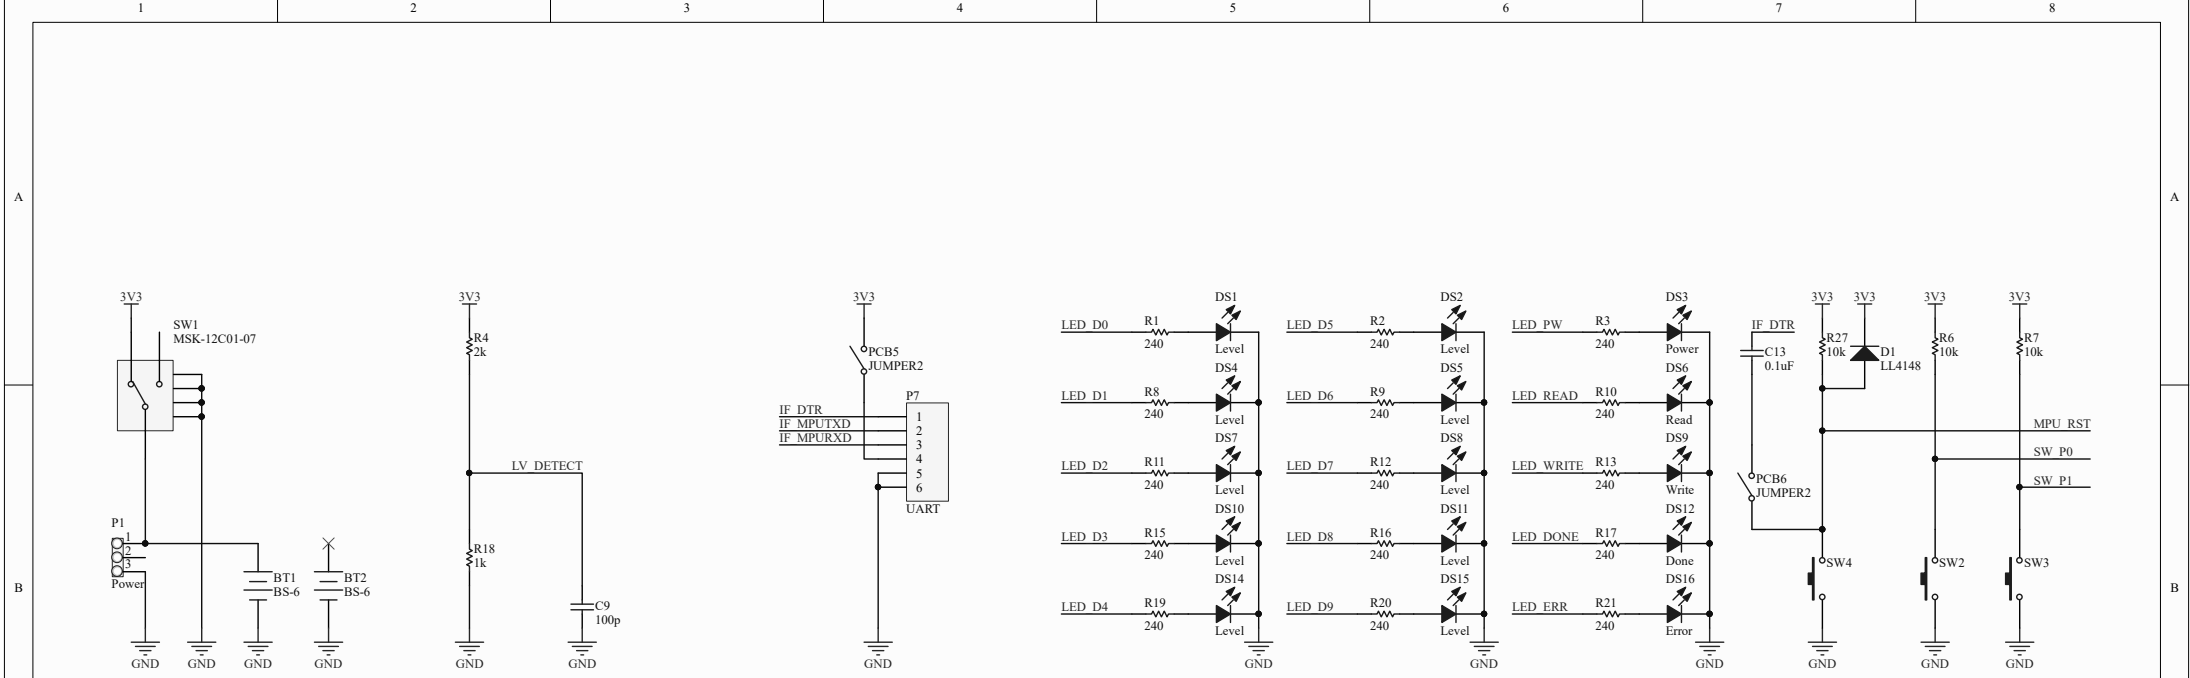 1 2 3 4 5 6 7 8
A A
3V3 3V3 3V3 DS1 DS2 DS3 3V3 3V3 3V3 3V3
SW1
MSK-12C01-07
LED_D0 R1 240 Level
LED_D5 R2 240 Level
LED_PW R3 240 Power
IF_DTR
R4
2k
PCB5
JUMPER2
C13
0.1uF
R27
10k
D1
LL4148
R6
10k
R7
10k
DS4 DS5 DS6
LED_D1 R8 240 Level
LED_D6 R9 240 Level
LED_READ R10 240 Read
P7
IF_DTR 1
IF_MPUTXD 2
IF_MPURXD 3
4
5
6
UART
MPU_RST
SW_P0
SW_P1
DS7 DS8 DS9
LV_DETECT
LED_D2 R11 240 Level
LED_D7 R12 240 Level
LED_WRITE R13 240 Write
PCB6
JUMPER2
DS10 DS11 DS12
P1
1
2
3
Power
LED_D3 R15 240 Level
LED_D8 R16 240 Level
LED_DONE R17 240 Done
R18
1k
BT1
BS-6
BT2
BS-6
SW4 SW2 SW3
DS14 DS15 DS16
B B
C9
100p
LED_D4 R19 240 Level
LED_D9 R20 240 Level
LED_ERR R21 240 Error
GND GND GND GND GND GND GND GND GND GND GND GND GND